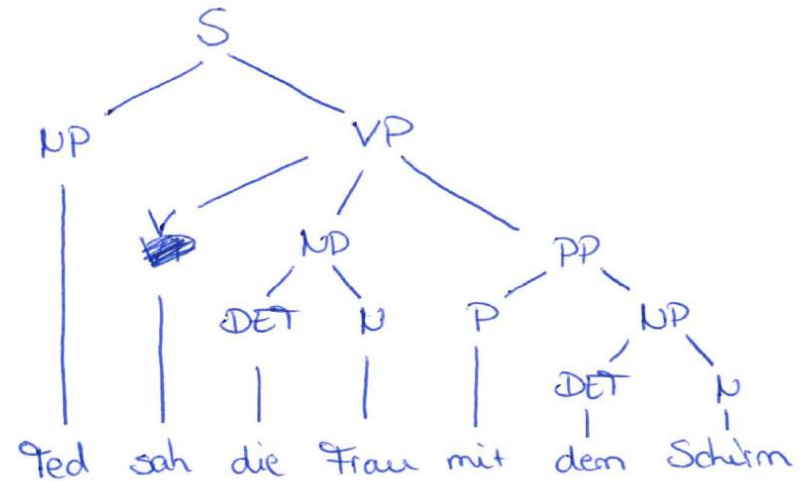 S
NP VP
V NP PP
DET N P NP
DET N
Ted sah die Frau mit dem Schirm